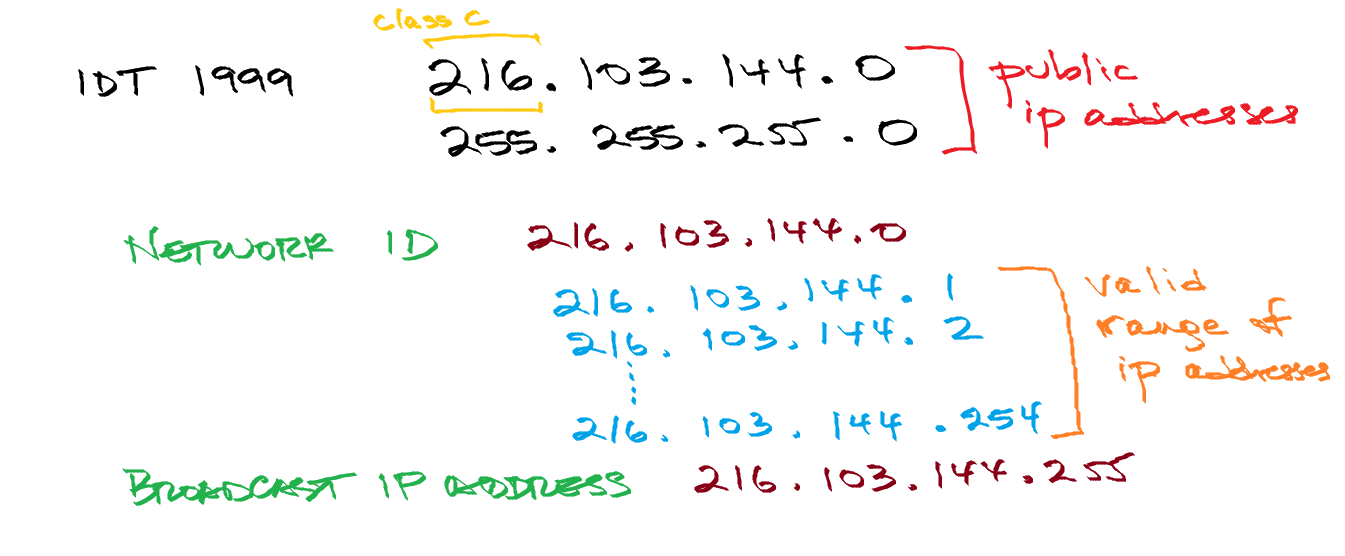 class c
IDT 1999 216.103.144.0
255.255.255.0
public
ip addresses
NETWORK ID 216.103.144.0
216.103.144.1
216.103.144.2
216.103.144.254
valid
range of
ip addresses
BROADCAST IP ADDRESS 216.103.144.255